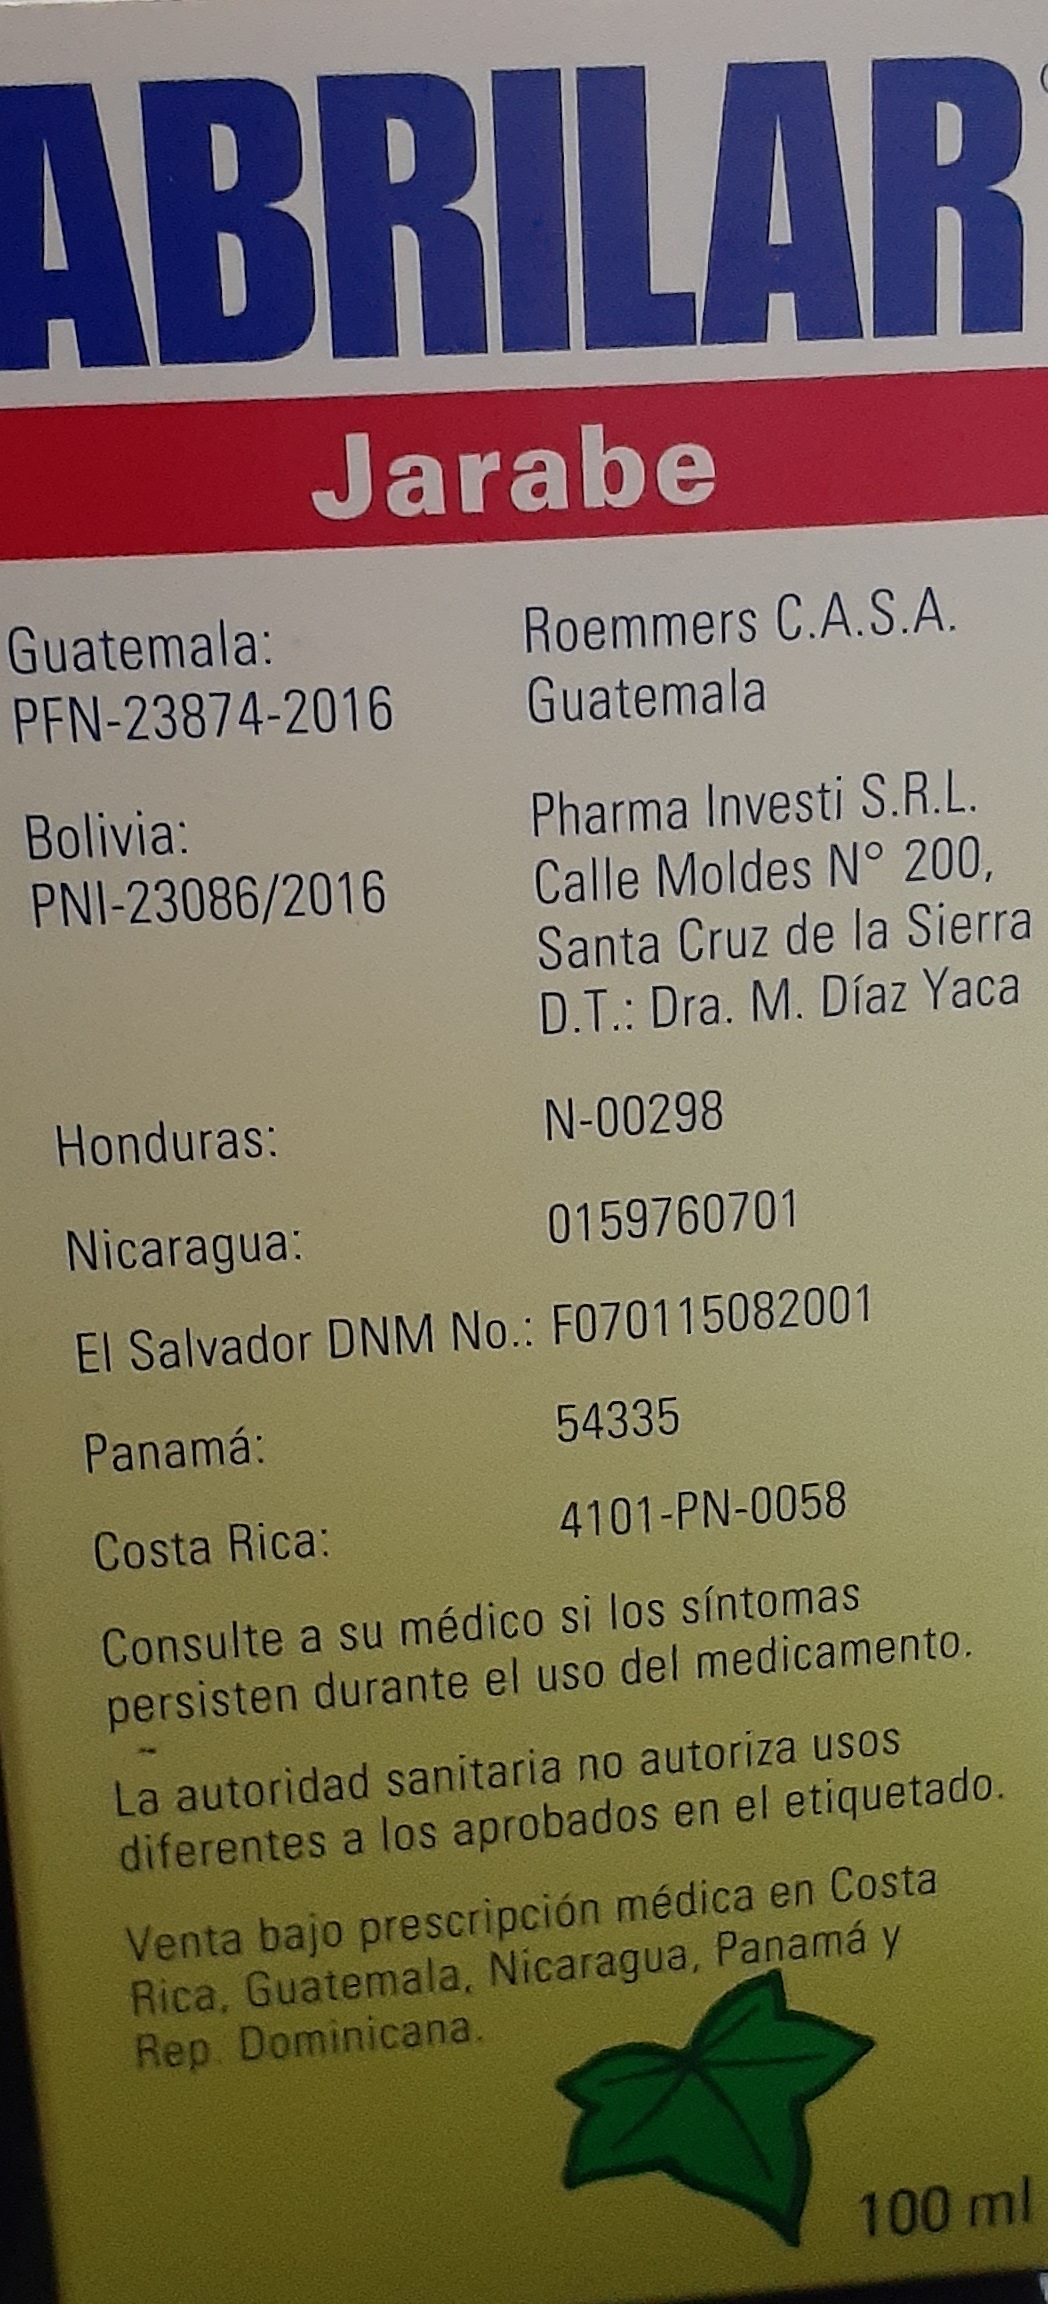 ABRILAR
Jarabe
Guatemala:
PFN-23874-2016
Roemmers C.A.S.A.
Guatemala
Bolivia:
PNI-23086/2016
Pharma Investi S.R.L.
Calle Moldes N° 200,
Santa Cruz de la Sierra
D.T.: Dra. M. Díaz Yaca
Honduras: N-00298
Nicaragua: 0159760701
El Salvador DNM No.: F070115082001
Panamá: 54335
Costa Rica: 4101-PN-0058
Consulte a su médico si los síntomas
persisten durante el uso del medicamento.
La autoridad sanitaria no autoriza usos
diferentes a los aprobados en el etiquetado.
Venta bajo prescripción médica en Costa
Rica, Guatemala, Nicaragua, Panamá y
Rep. Dominicana.
100 ml